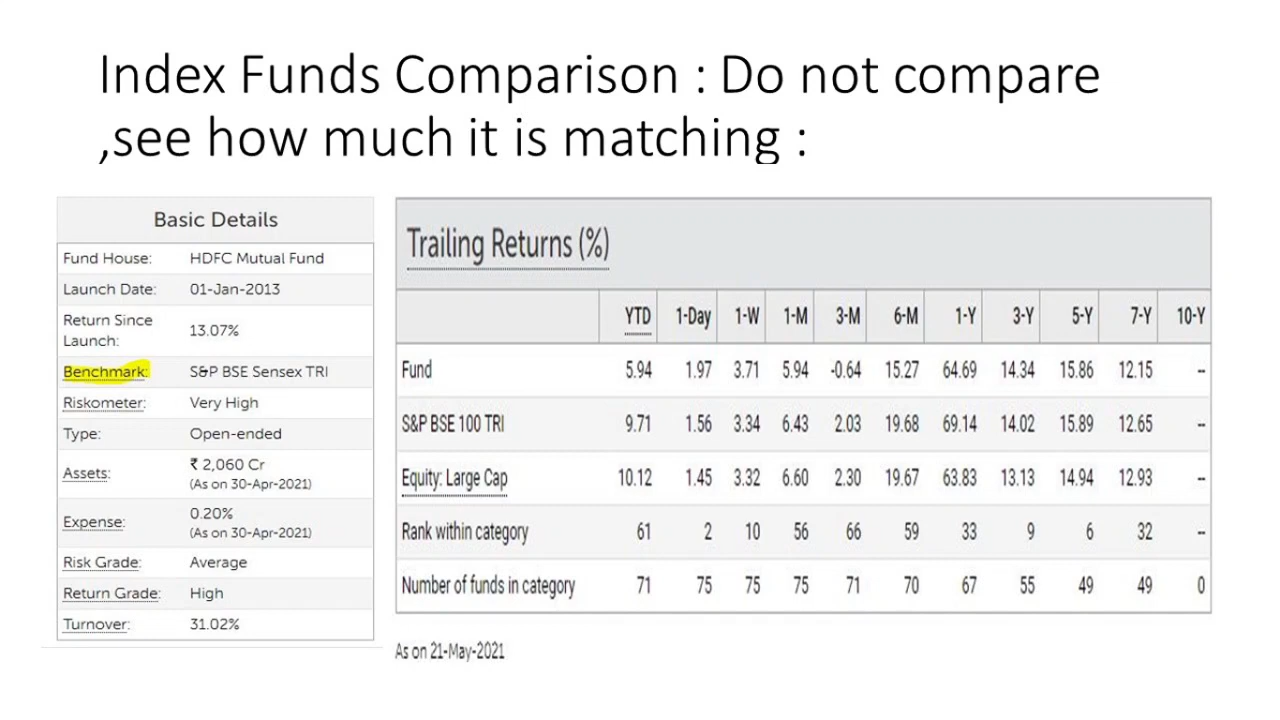 Index Funds Comparison : Do not compare
,see how much it is matching :
Basic Details
Fund House: HDFC Mutual Fund
Launch Date: 01-Jan-2013
Return Since
Launch: 13.07%
Benchmark: S&P BSE Sensex TRI
Riskometer: Very High
Type: Open-ended
Assets: ₹ 2,060 Cr
(As on 30-Apr-2021)
Expense: 0.20%
(As on 30-Apr-2021)
Risk Grade: Average
Return Grade: High
Turnover: 31.02%
Trailing Returns (%)
YTD 1-Day 1-W 1-M 3-M 6-M 1-Y 3-Y 5-Y 7-Y 10-Y
Fund 5.94 1.97 3.71 5.94 -0.64 15.27 64.69 14.34 15.86 12.15 --
S&P BSE 100 TRI 9.71 1.56 3.34 6.43 2.03 19.68 69.14 14.02 15.89 12.65 --
Equity: Large Cap 10.12 1.45 3.32 6.60 2.30 19.67 63.83 13.13 14.94 12.93 --
Rank within category 61 2 10 56 66 59 33 9 6 32 --
Number of funds in category 71 75 75 75 71 70 67 55 49 49 0
As on 21-May-2021